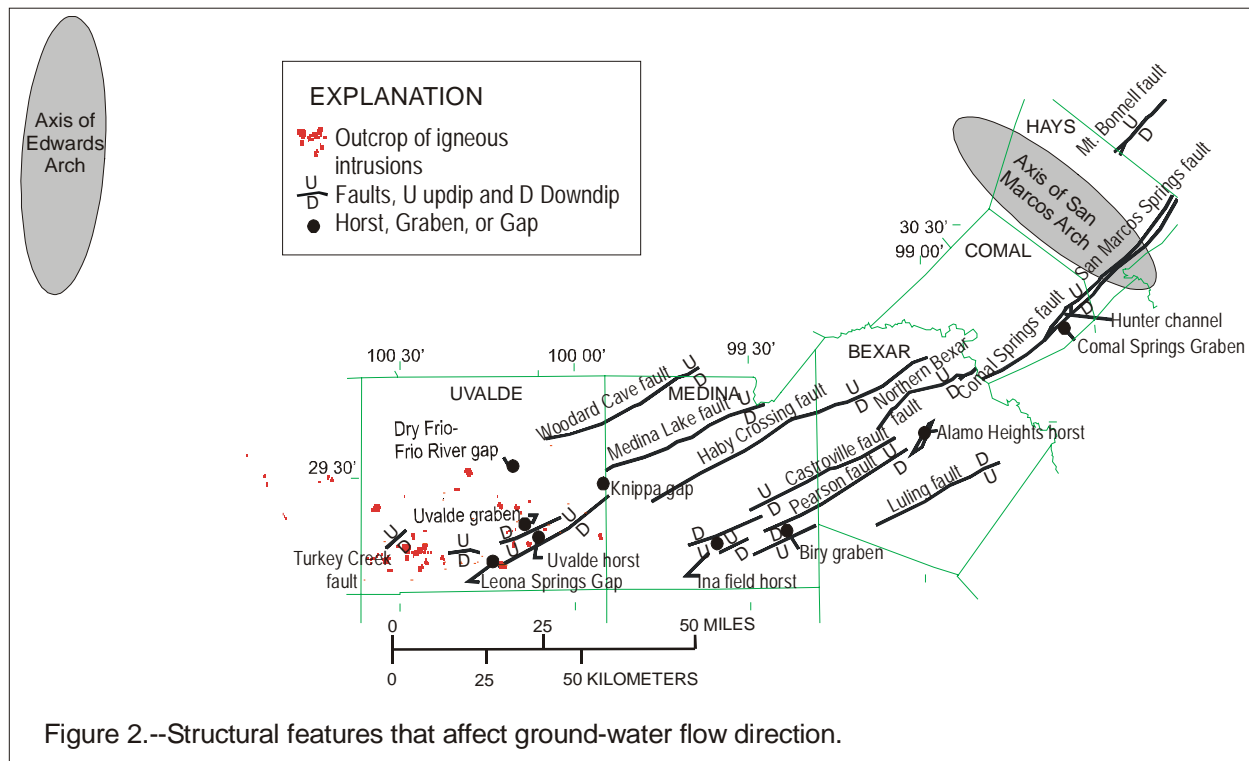 Axis of
Edwards
Arch
EXPLANATION
Outcrop of igneous
intrusions
U
D
Faults, U updip and D Downdip
Horst, Graben, or Gap
HAYS
Mt. Bonnell fault
U
D
Axis of San
Marcos Arch
San Marcos Springs fault
30 30'
99 00'
COMAL
U
D
Hunter channel
Comal Springs Graben
Comal Springs fault
100 30'
100 00'
99 30'
BEXAR
Northern Bexar
fault
U
D
UVALDE
MEDINA
Woodard Cave fault
U
D
Medina Lake fault
U
D
Haby Crossing fault
U
D
Dry Frio-
Frio River gap
29 30'
Knippa gap
Castroville fault
U
D
Pearson fault
U
D
Alamo Heights horst
Luling fault
D
U
Uvalde graben
D
U
U
D
Uvalde horst
U
D
Turkey Creek
fault
U
D
Leona Springs Gap
D
U
U
D
Ina field horst
D
U
Biry graben
0 25 50 MILES
0 25 50 KILOMETERS
Figure 2.--Structural features that affect ground-water flow direction.